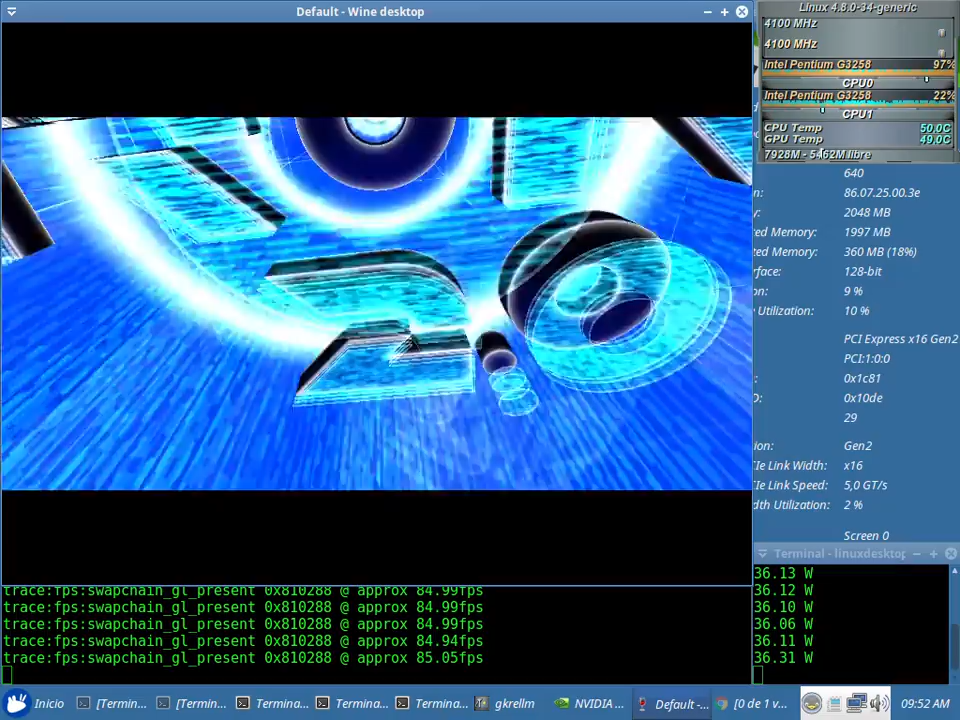 Default - Wine desktop
Linux 4.8.0-34-generic
4100 MHz
4100 MHz
Intel Pentium G3258 97%
CPU0
Intel Pentium G3258 22%
CPU1
CPU Temp 50.0C
GPU Temp 49.0C
7928M - 5462M libre
640
n: 86.07.25.00.3e
y: 2048 MB
ed Memory: 1997 MB
ed Memory: 360 MB (18%)
rface: 128-bit
on: 9 %
Utilization: 10 %
PCI Express x16 Gen2
PCI:1:0:0
: 0x1c81
D: 0x10de
29
ion: Gen2
Ie Link Width: x16
Ie Link Speed: 5,0 GT/s
dth Utilization: 2 %
Screen 0
Terminal - linuxdesktop
trace:fps:swapchain_gl_present 0x810288 @ approx 84.99fps
trace:fps:swapchain_gl_present 0x810288 @ approx 84.99fps
trace:fps:swapchain_gl_present 0x810288 @ approx 84.99fps
trace:fps:swapchain_gl_present 0x810288 @ approx 84.94fps
trace:fps:swapchain_gl_present 0x810288 @ approx 85.05fps
36.13 W
36.12 W
36.10 W
36.06 W
36.11 W
36.31 W
Inicio [Termin... [Termin... Termina... Termina... Termina... gkrellm NVIDIA ... Default -... [0 de 1 v... 09:52 AM